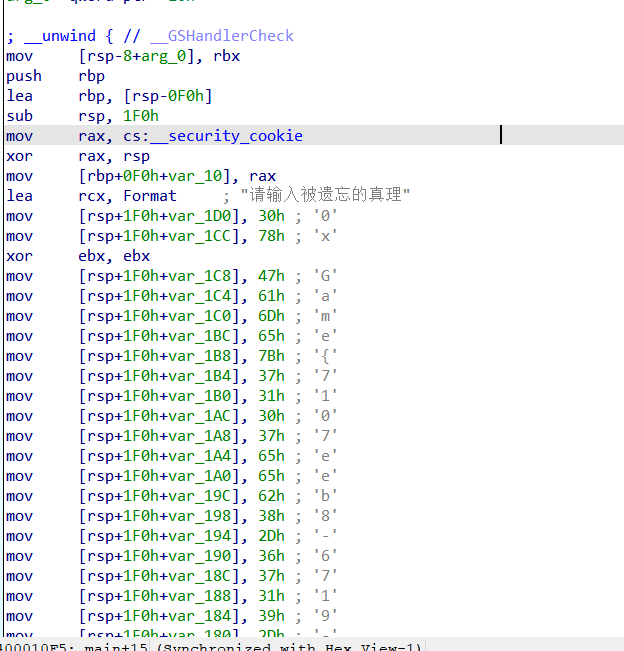 ; __unwind { // __GSHandlerCheck
mov [rsp-8+arg_0], rbx
push rbp
lea rbp, [rsp-0F0h]
sub rsp, 1F0h
mov rax, cs:__security_cookie
xor rax, rsp
mov [rbp+0F0h+var_10], rax
lea rcx, Format ; "请输入被遗忘的真理"
mov [rsp+1F0h+var_1D0], 30h ; '0'
mov [rsp+1F0h+var_1CC], 78h ; 'x'
xor ebx, ebx
mov [rsp+1F0h+var_1C8], 47h ; 'G'
mov [rsp+1F0h+var_1C4], 61h ; 'a'
mov [rsp+1F0h+var_1C0], 6Dh ; 'm'
mov [rsp+1F0h+var_1BC], 65h ; 'e'
mov [rsp+1F0h+var_1B8], 7Bh ; '{'
mov [rsp+1F0h+var_1B4], 37h ; '7'
mov [rsp+1F0h+var_1B0], 31h ; '1'
mov [rsp+1F0h+var_1AC], 30h ; '0'
mov [rsp+1F0h+var_1A8], 37h ; '7'
mov [rsp+1F0h+var_1A4], 65h ; 'e'
mov [rsp+1F0h+var_1A0], 65h ; 'e'
mov [rsp+1F0h+var_19C], 62h ; 'b'
mov [rsp+1F0h+var_198], 38h ; '8'
mov [rsp+1F0h+var_194], 2Dh ; '-'
mov [rsp+1F0h+var_190], 36h ; '6'
mov [rsp+1F0h+var_18C], 37h ; '7'
mov [rsp+1F0h+var_188], 31h ; '1'
mov [rsp+1F0h+var_184], 39h ; '9'
mov [rsp+1F0h+var_180], 2Dh ; '-'
400010F5: main+15 (Synchronized with Hex View-1)